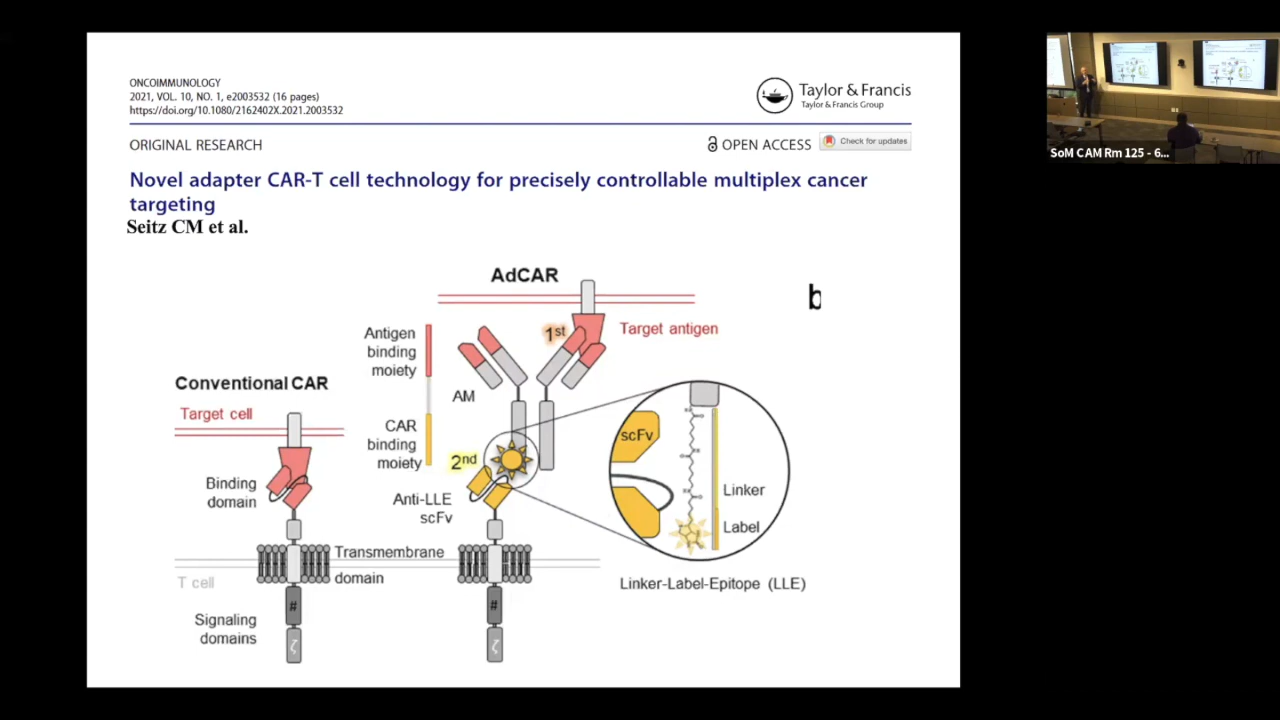 ONCOIMMUNOLOGY
2021, VOL. 10, NO. 1, e2003532 (16 pages)
https://doi.org/10.1080/2162402X.2021.2003532
Taylor & Francis
Taylor & Francis Group
ORIGINAL RESEARCH
OPEN ACCESS
Check for updates
Novel adapter CAR-T cell technology for precisely controllable multiplex cancer
targeting
Seitz CM et al.
AdCAR
b
Antigen
binding
moiety
1st
Target antigen
Conventional CAR
AM
Target cell
CAR
binding
moiety
2nd
scFv
Binding
domain
Anti-LLE
scFv
Linker
Label
Transmembrane
domain
T cell
Linker-Label-Epitope (LLE)
#
#
Signaling
domains
ζ
ζ
SoM CAM Rm 125 - 6...